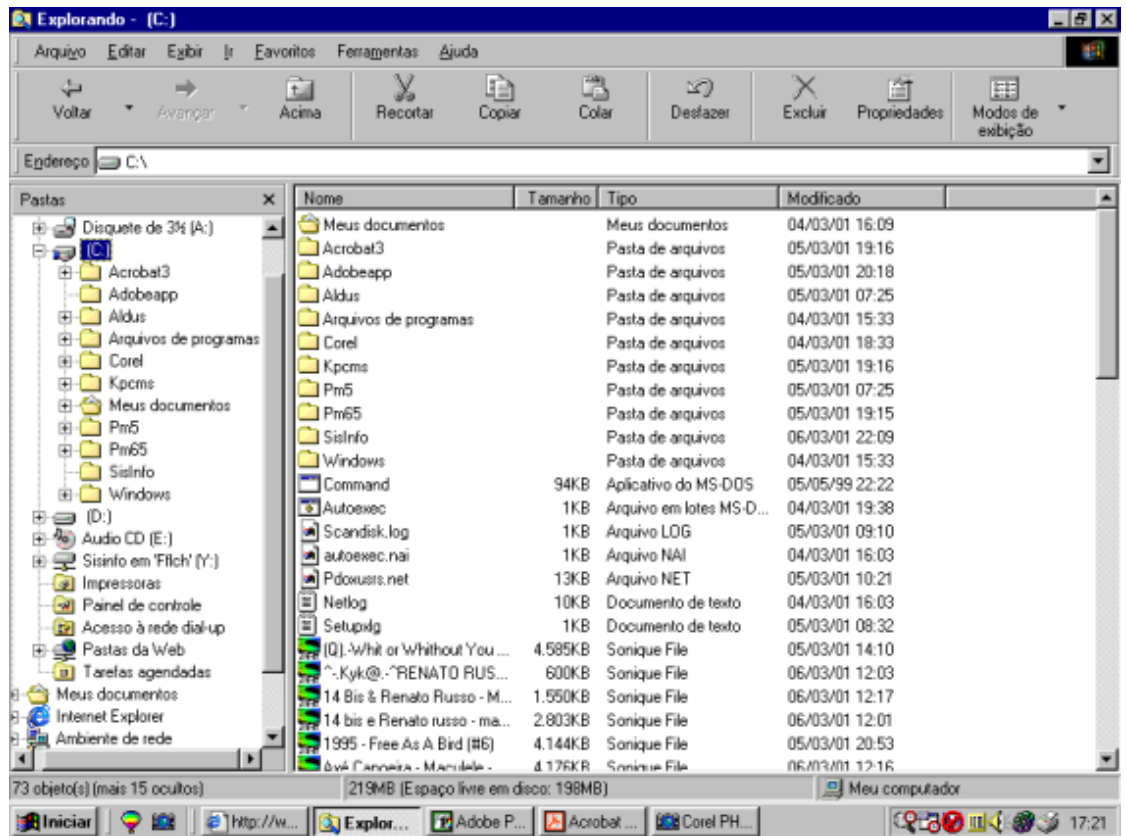 Explorando - (C:)
Arquivo Editar Exibir Ir Favoritos Ferramentas Ajuda
Voltar Avançar Acima Recortar Copiar Colar Desfazer Excluir Propriedades Modos de exibição
Endereço C:\
Pastas
Disquete de 3½ (A:)
(C:)
Acrobat3
Adobeapp
Aldus
Arquivos de programas
Corel
Kpcms
Meus documentos
Pm5
Pm65
SisInfo
Windows
(D:)
Audio CD (E:)
Sisinfo em 'Fflch' (Y:)
Impressoras
Painel de controle
Acesso à rede dial-up
Pastas da Web
Tarefas agendadas
Meus documentos
Internet Explorer
Ambiente de rede
Nome Tamanho Tipo Modificado
Meus documentos Meus documentos 04/03/01 16:09
Acrobat3 Pasta de arquivos 05/03/01 19:16
Adobeapp Pasta de arquivos 05/03/01 20:18
Aldus Pasta de arquivos 05/03/01 07:25
Arquivos de programas Pasta de arquivos 04/03/01 15:33
Corel Pasta de arquivos 04/03/01 18:33
Kpcms Pasta de arquivos 05/03/01 19:16
Pm5 Pasta de arquivos 05/03/01 07:25
Pm65 Pasta de arquivos 05/03/01 19:15
SisInfo Pasta de arquivos 06/03/01 22:09
Windows Pasta de arquivos 04/03/01 15:33
Command 94KB Aplicativo do MS-DOS 05/05/99 22:22
Autoexec 1KB Arquivo em lotes MS-D... 04/03/01 19:38
Scandisk.log 1KB Arquivo LOG 05/03/01 09:10
autoexec.nai 1KB Arquivo NAI 04/03/01 16:03
Pdoxusrs.net 13KB Arquivo NET 05/03/01 10:21
Netlog 10KB Documento de texto 04/03/01 16:03
Setupxlg 1KB Documento de texto 05/03/01 08:32
(Q).-Whit or Whithout You ... 4.585KB Sonique File 05/03/01 14:10
^-.Kyk@.-^RENATO RUS... 600KB Sonique File 06/03/01 12:03
14 Bis & Renato Russo - M... 1.550KB Sonique File 06/03/01 12:17
14 bis e Renato russo - ma... 2.803KB Sonique File 06/03/01 12:01
1995 - Free As A Bird (#6) 4.144KB Sonique File 05/03/01 20:53
Avé Capoeira - Maculele - 4.176KB Sonique File 06/03/01 12:16
73 objeto(s) (mais 15 ocultos) 219MB (Espaço livre em disco: 198MB) Meu computador
Iniciar http://w... Explor... Adobe P... Acrobat ... Corel PH... 17:21